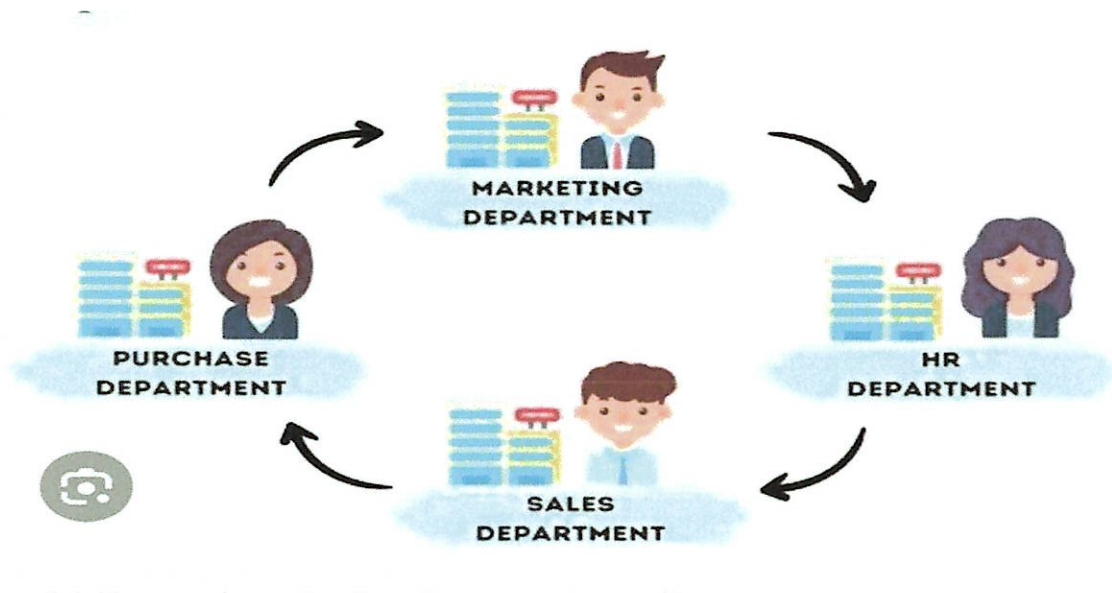 MARKETING
DEPARTMENT
PURCHASE
DEPARTMENT
HR
DEPARTMENT
SALES
DEPARTMENT